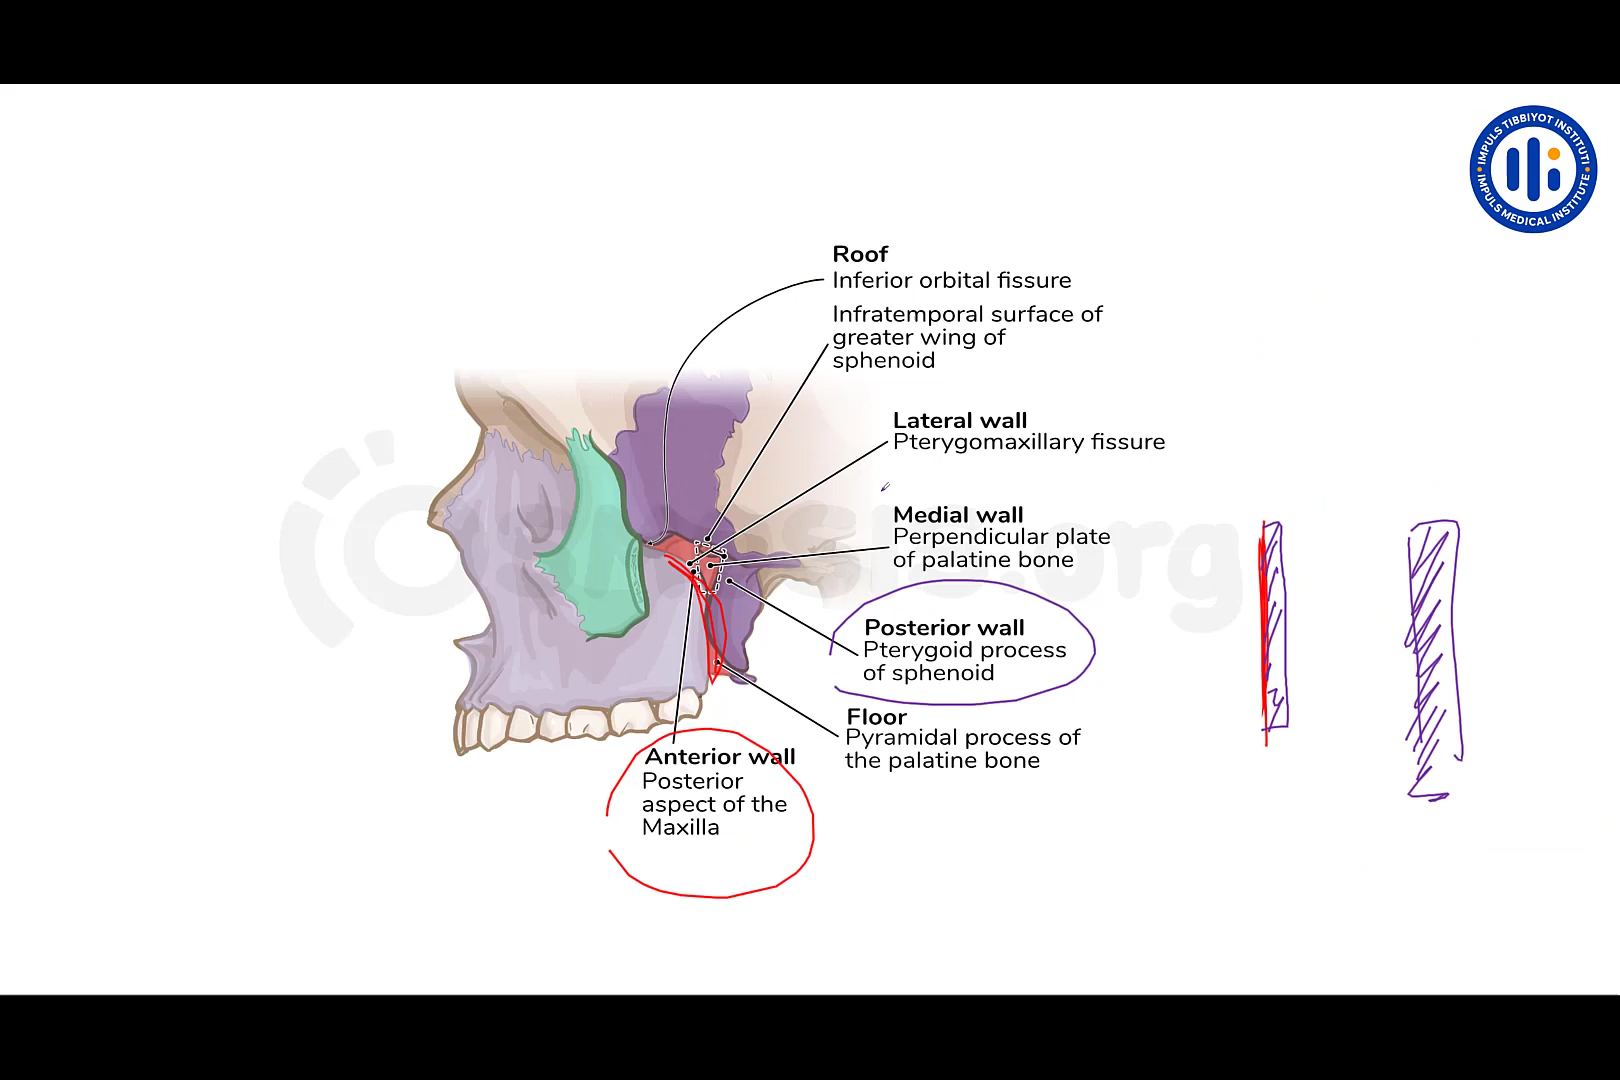 IMPULS TIBBIYOT INSTITUTI
IMPULS MEDICAL INSTITUTE
Roof
Inferior orbital fissure
Infratemporal surface of
greater wing of
sphenoid
Lateral wall
Pterygomaxillary fissure
Medial wall
Perpendicular plate
of palatine bone
Posterior wall
Pterygoid process
of sphenoid
Floor
Pyramidal process of
the palatine bone
Anterior wall
Posterior
aspect of the
Maxilla